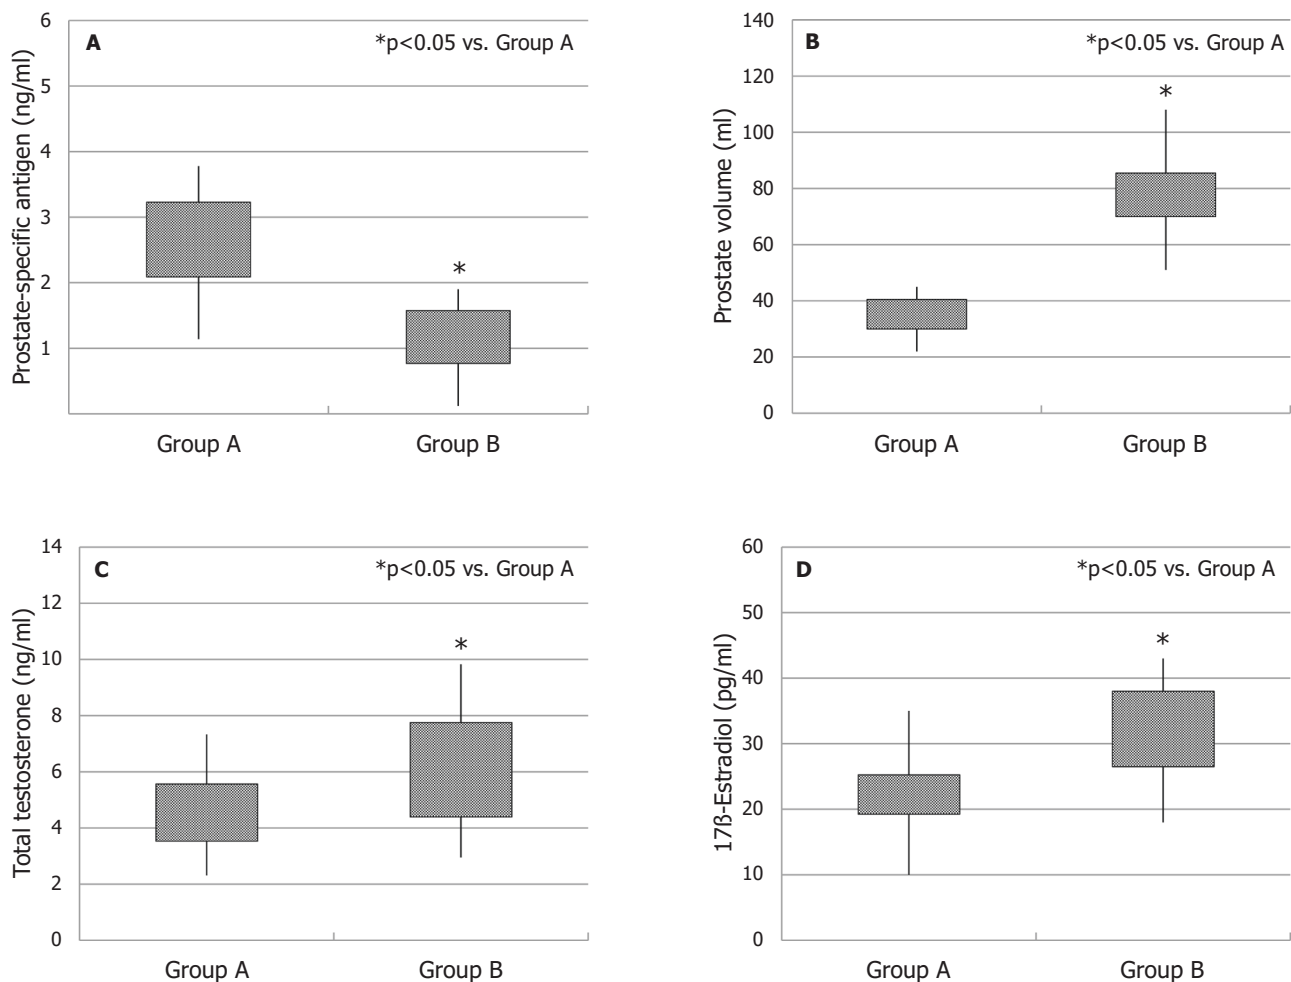 A
*p<0.05 vs. Group A
Prostate-specific antigen (ng/ml)
6
5
4
3
2
1
*
Group A
Group B
B
*p<0.05 vs. Group A
Prostate volume (ml)
140
120
100
80
60
40
20
0
*
Group A
Group B
C
*p<0.05 vs. Group A
Total testosterone (ng/ml)
14
12
10
8
6
4
2
0
*
Group A
Group B
D
*p<0.05 vs. Group A
17ß-Estradiol (pg/ml)
60
50
40
30
20
10
0
*
Group A
Group B